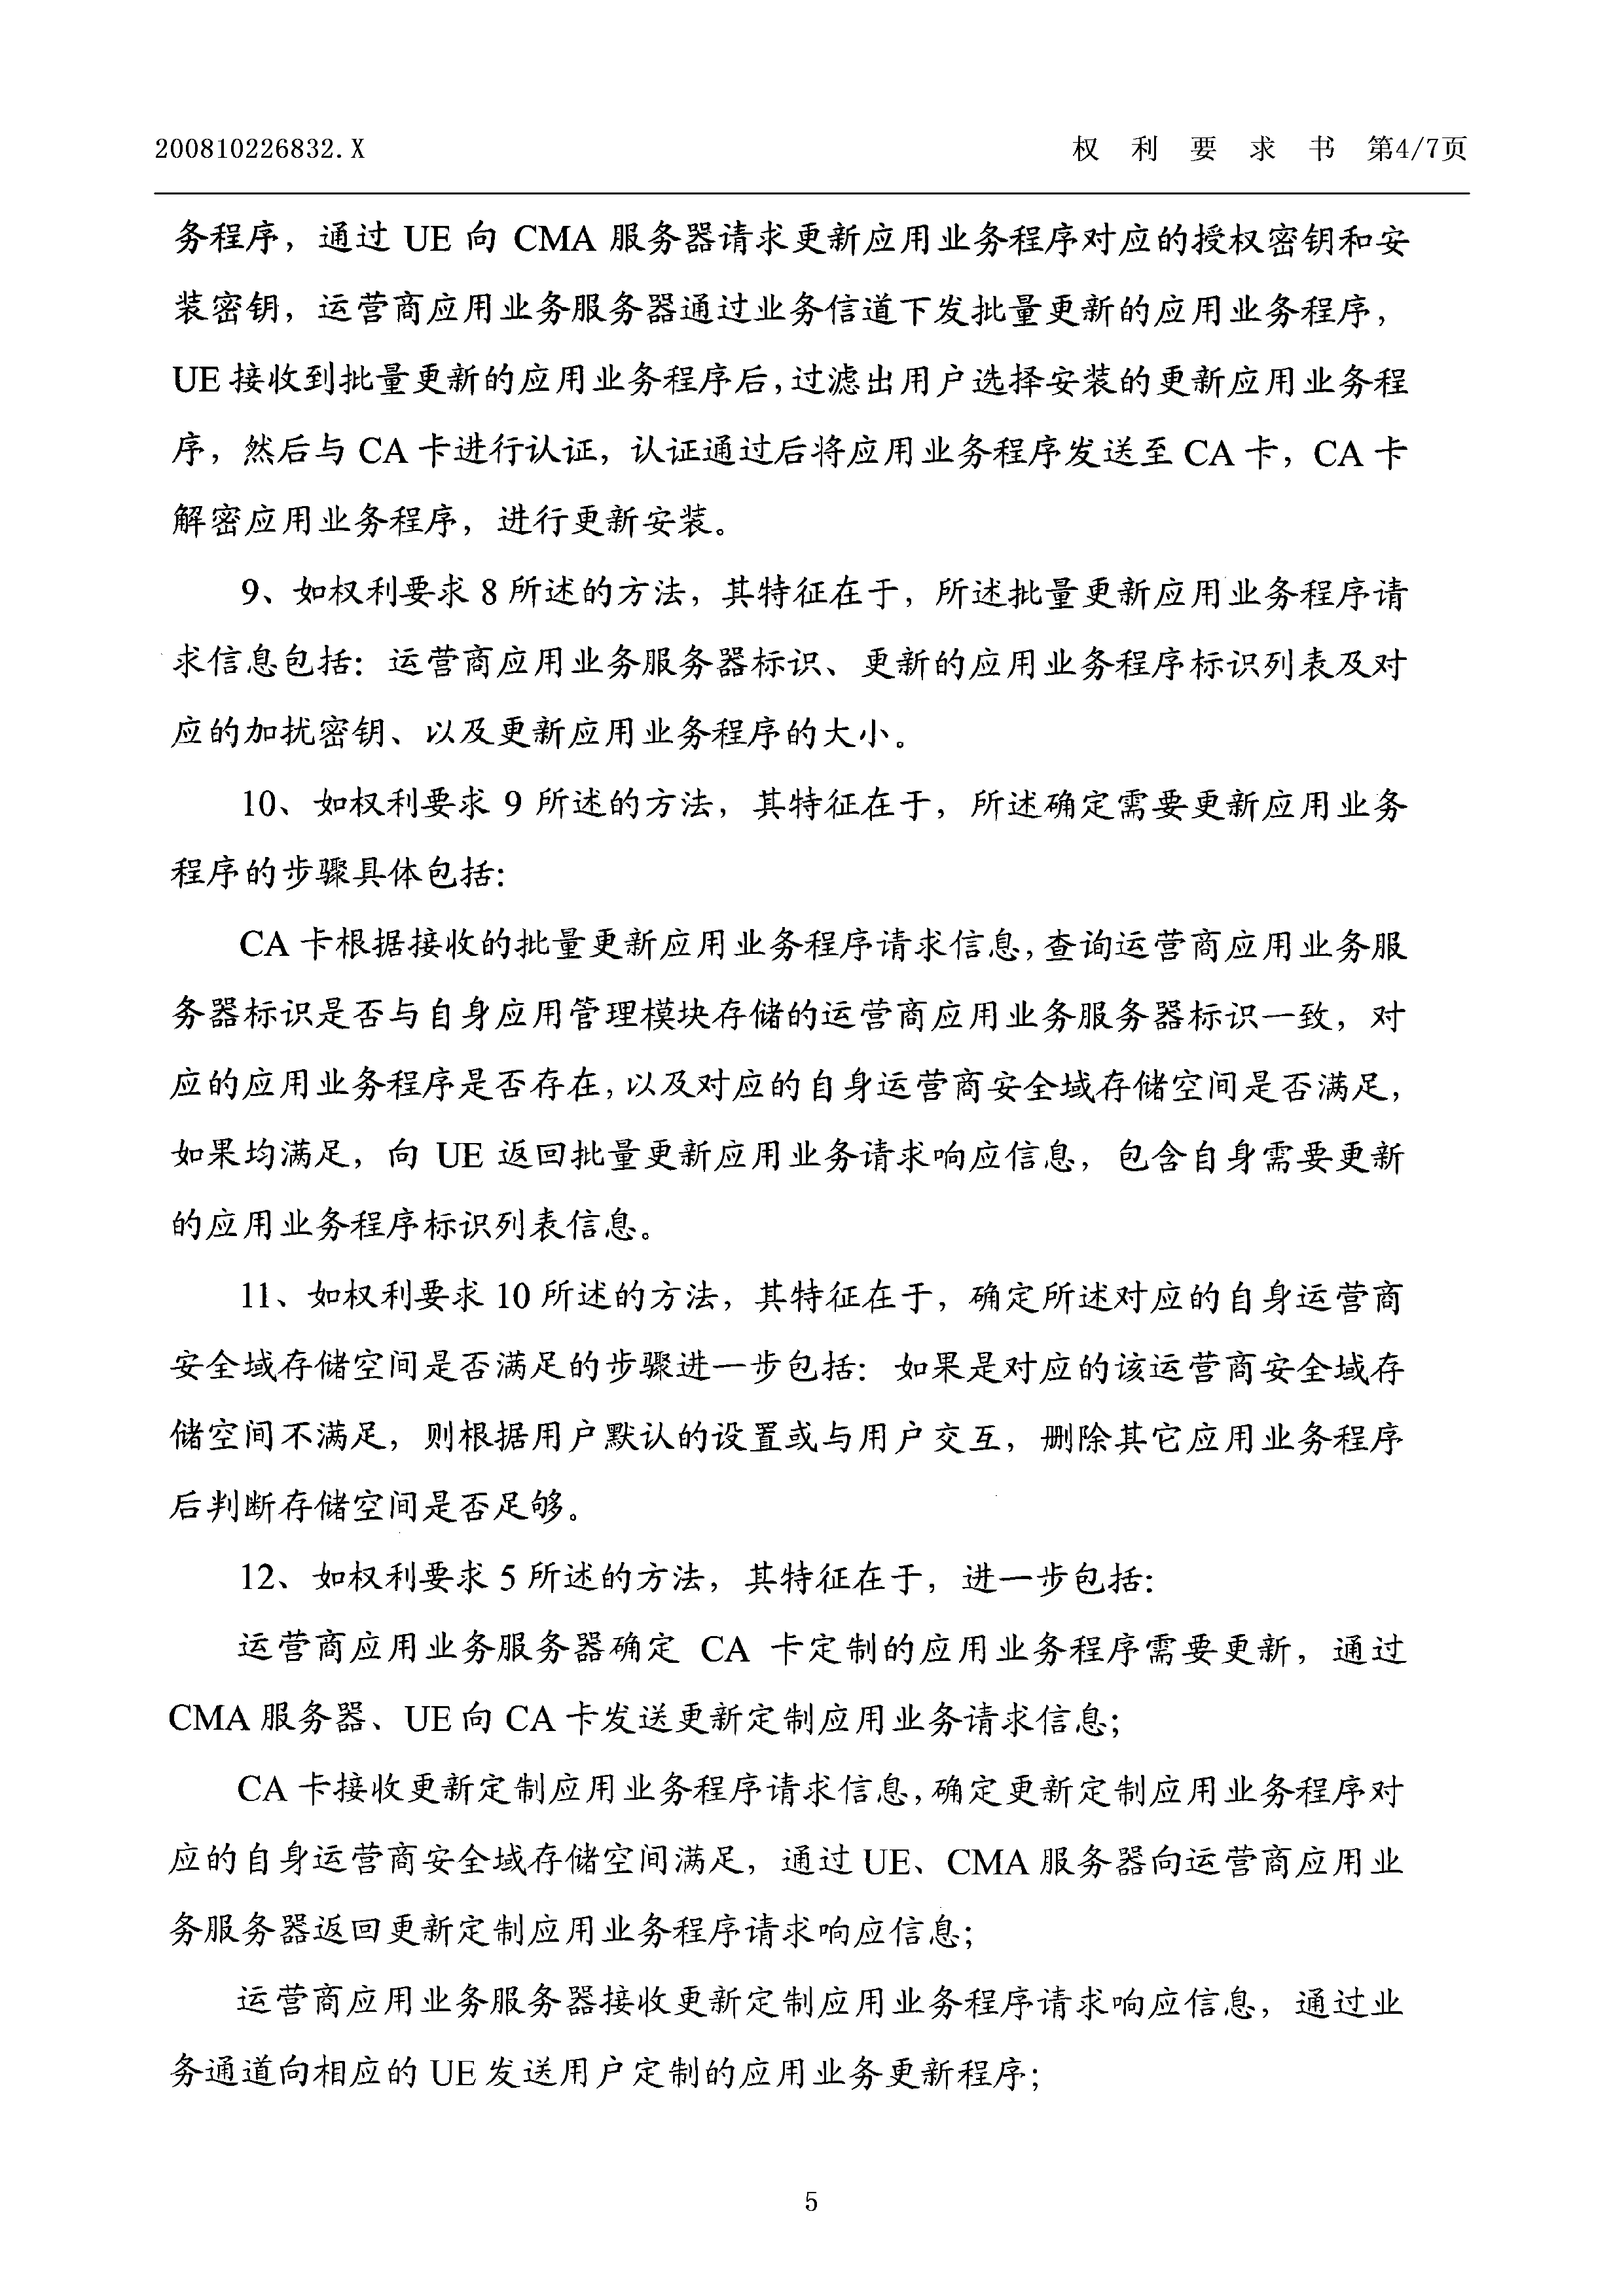 200810226832.X 权 利 要 求 书 第4/7页
务程序，通过 UE 向 CMA 服务器请求更新应用业务程序对应的授权密钥和安
装密钥，运营商应用业务服务器通过业务信道下发批量更新的应用业务程序，
UE 接收到批量更新的应用业务程序后，过滤出用户选择安装的更新应用业务程
序，然后与 CA 卡进行认证，认证通过后将应用业务程序发送至 CA 卡，CA 卡
解密应用业务程序，进行更新安装。
9、如权利要求 8 所述的方法，其特征在于，所述批量更新应用业务程序请
求信息包括：运营商应用业务服务器标识、更新的应用业务程序标识列表及对
应的加扰密钥、以及更新应用业务程序的大小。
10、如权利要求 9 所述的方法，其特征在于，所述确定需要更新应用业务
程序的步骤具体包括：
CA 卡根据接收的批量更新应用业务程序请求信息，查询运营商应用业务服
务器标识是否与自身应用管理模块存储的运营商应用业务服务器标识一致，对
应的应用业务程序是否存在，以及对应的自身运营商安全域存储空间是否满足，
如果均满足，向 UE 返回批量更新应用业务请求响应信息，包含自身需要更新
的应用业务程序标识列表信息。
11、如权利要求 10 所述的方法，其特征在于，确定所述对应的自身运营商
安全域存储空间是否满足的步骤进一步包括：如果是对应的该运营商安全域存
储空间不满足，则根据用户默认的设置或与用户交互，删除其它应用业务程序
后判断存储空间是否足够。
12、如权利要求 5 所述的方法，其特征在于，进一步包括：
运营商应用业务服务器确定 CA 卡定制的应用业务程序需要更新，通过
CMA 服务器、UE 向 CA 卡发送更新定制应用业务请求信息；
CA 卡接收更新定制应用业务程序请求信息，确定更新定制应用业务程序对
应的自身运营商安全域存储空间满足，通过 UE、CMA 服务器向运营商应用业
务服务器返回更新定制应用业务程序请求响应信息；
运营商应用业务服务器接收更新定制应用业务程序请求响应信息，通过业
务通道向相应的 UE 发送用户定制的应用业务更新程序；
5